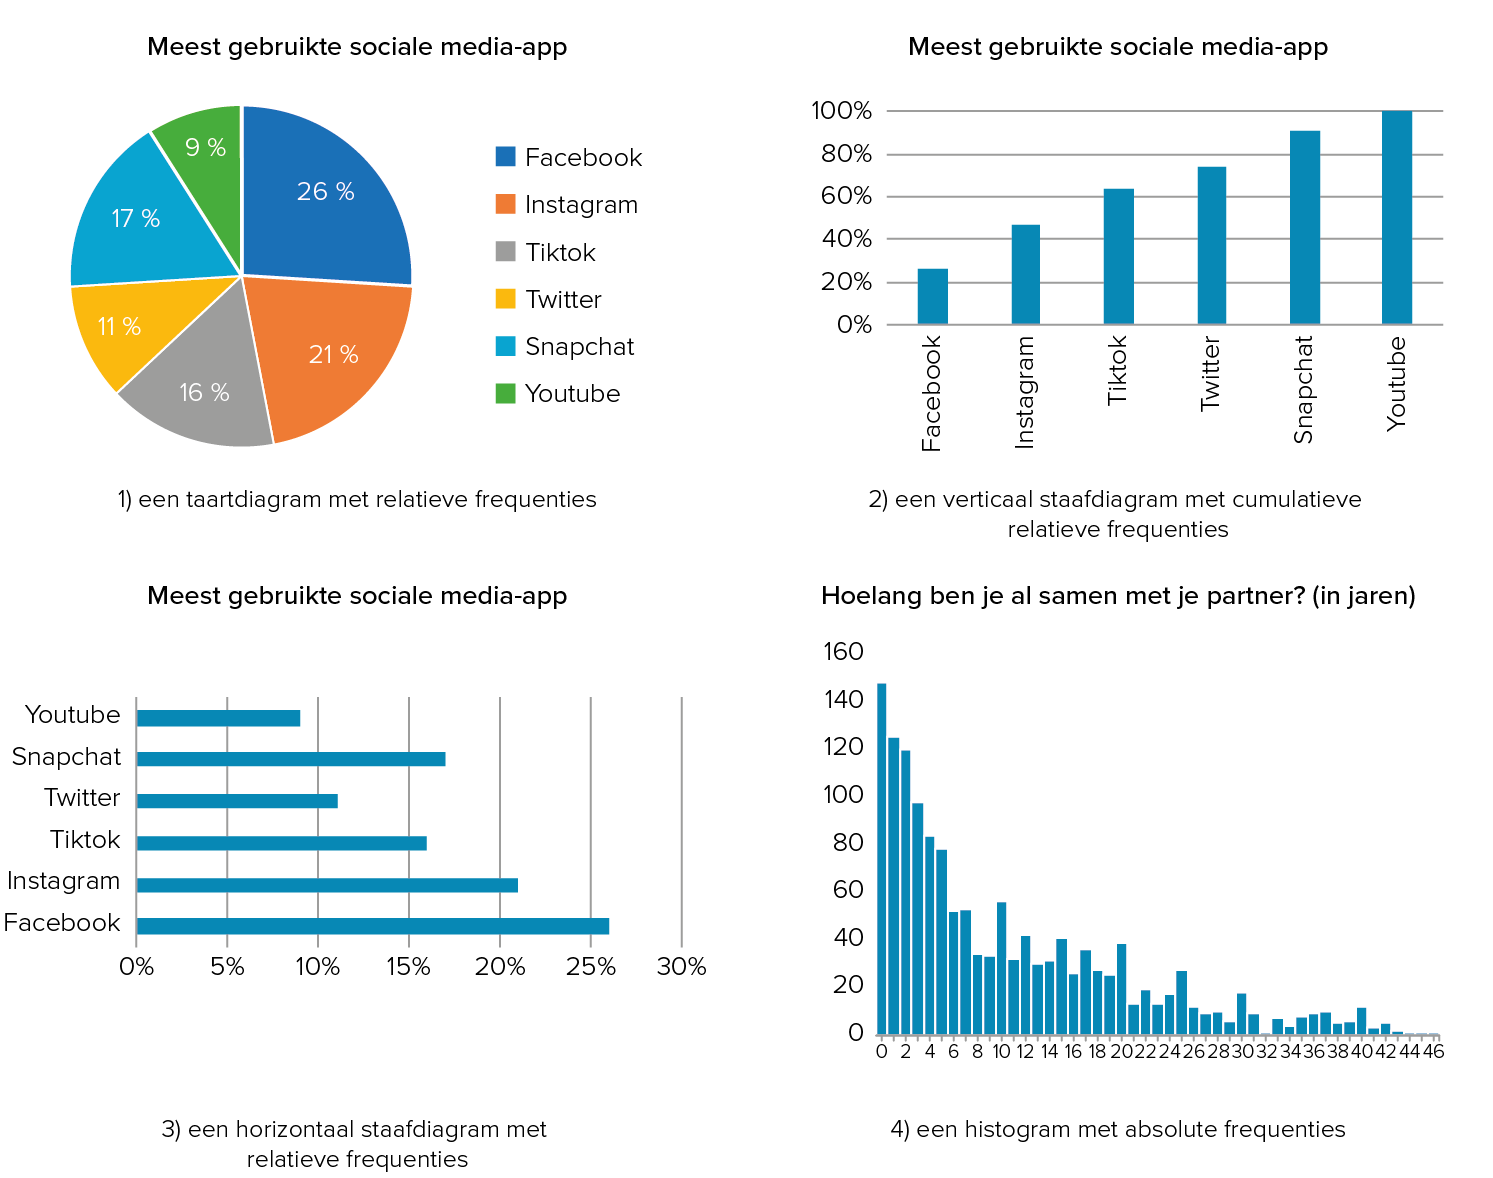 Meest gebruikte sociale media-app
9 %
26 %
17 %
11 %
21 %
16 %
Facebook
Instagram
Tiktok
Twitter
Snapchat
Youtube
1) een taartdiagram met relatieve frequenties
Meest gebruikte sociale media-app
100%
80%
60%
40%
20%
0%
Facebook
Instagram
Tiktok
Twitter
Snapchat
Youtube
2) een verticaal staafdiagram met cumulatieve
relatieve frequenties
Meest gebruikte sociale media-app
Youtube
Snapchat
Twitter
Tiktok
Instagram
Facebook
0% 5% 10% 15% 20% 25% 30%
3) een horizontaal staafdiagram met
relatieve frequenties
Hoelang ben je al samen met je partner? (in jaren)
160
140
120
100
80
60
40
20
0
0 2 4 6 8 10 12 14 16 18 20 22 24 26 28 30 32 34 36 38 40 42 44 46
4) een histogram met absolute frequenties